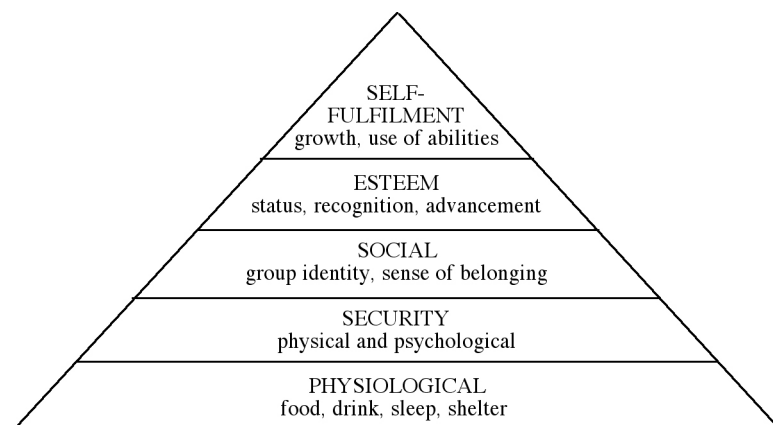 SELF-
FULFILMENT
growth, use of abilities
ESTEEM
status, recognition, advancement
SOCIAL
group identity, sense of belonging
SECURITY
physical and psychological
PHYSIOLOGICAL
food, drink, sleep, shelter